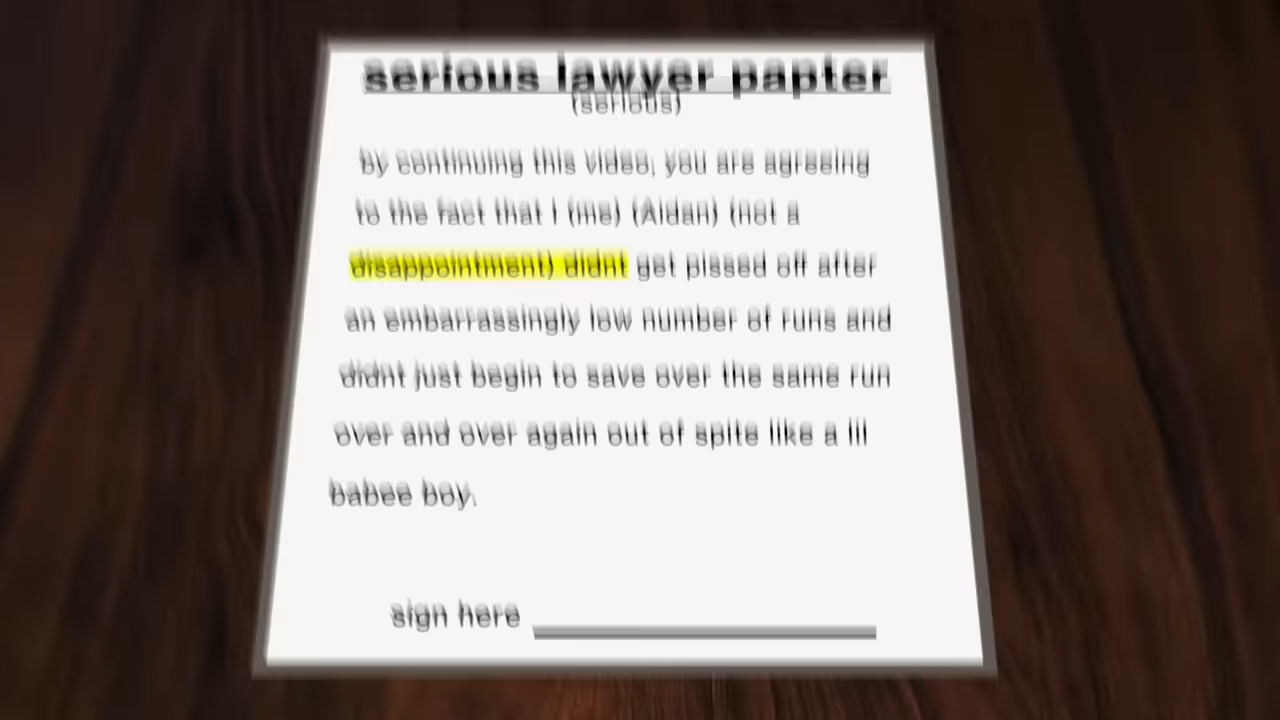 serious lawyer papter
(serious)
by continuing this video, you are agreeing
to the fact that I (me) (Aidan) (not a
disappointment) didnt get pissed off after
an embarrassingly low number of runs and
didnt just begin to save over the same run
over and over again out of spite like a lil
babee boy.
sign here